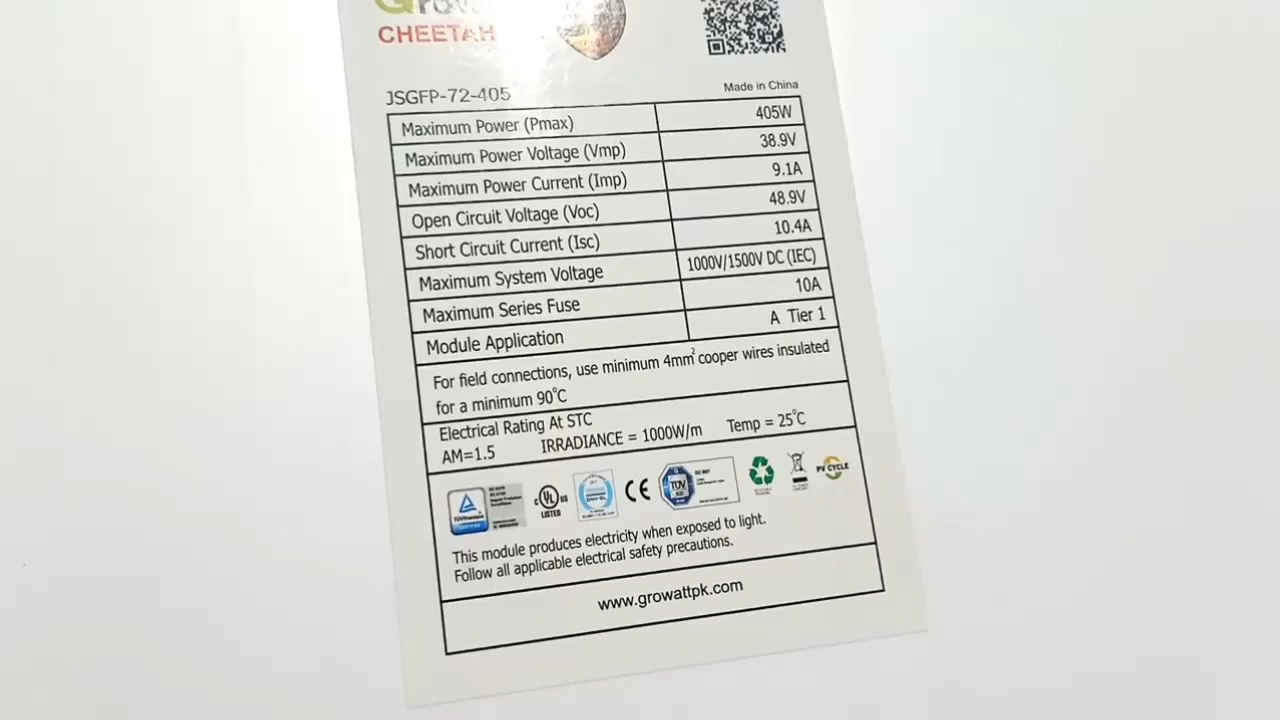 CHEETAH
JSGFP-72-405
Made in China
Maximum Power (Pmax) 405W
Maximum Power Voltage (Vmp) 38.9V
Maximum Power Current (Imp) 9.1A
Open Circuit Voltage (Voc) 48.9V
Short Circuit Current (Isc) 10.4A
Maximum System Voltage 1000V/1500V DC (IEC)
Maximum Series Fuse 10A
Module Application A Tier 1
For field connections, use minimum 4mm² cooper wires insulated
for a minimum 90°C
Electrical Rating At STC
AM=1.5 IRRADIANCE = 1000W/m Temp = 25°C
c UL US
LISTED
CE
TUV
PV CYCLE
This module produces electricity when exposed to light.
Follow all applicable electrical safety precautions.
www.growattpk.com